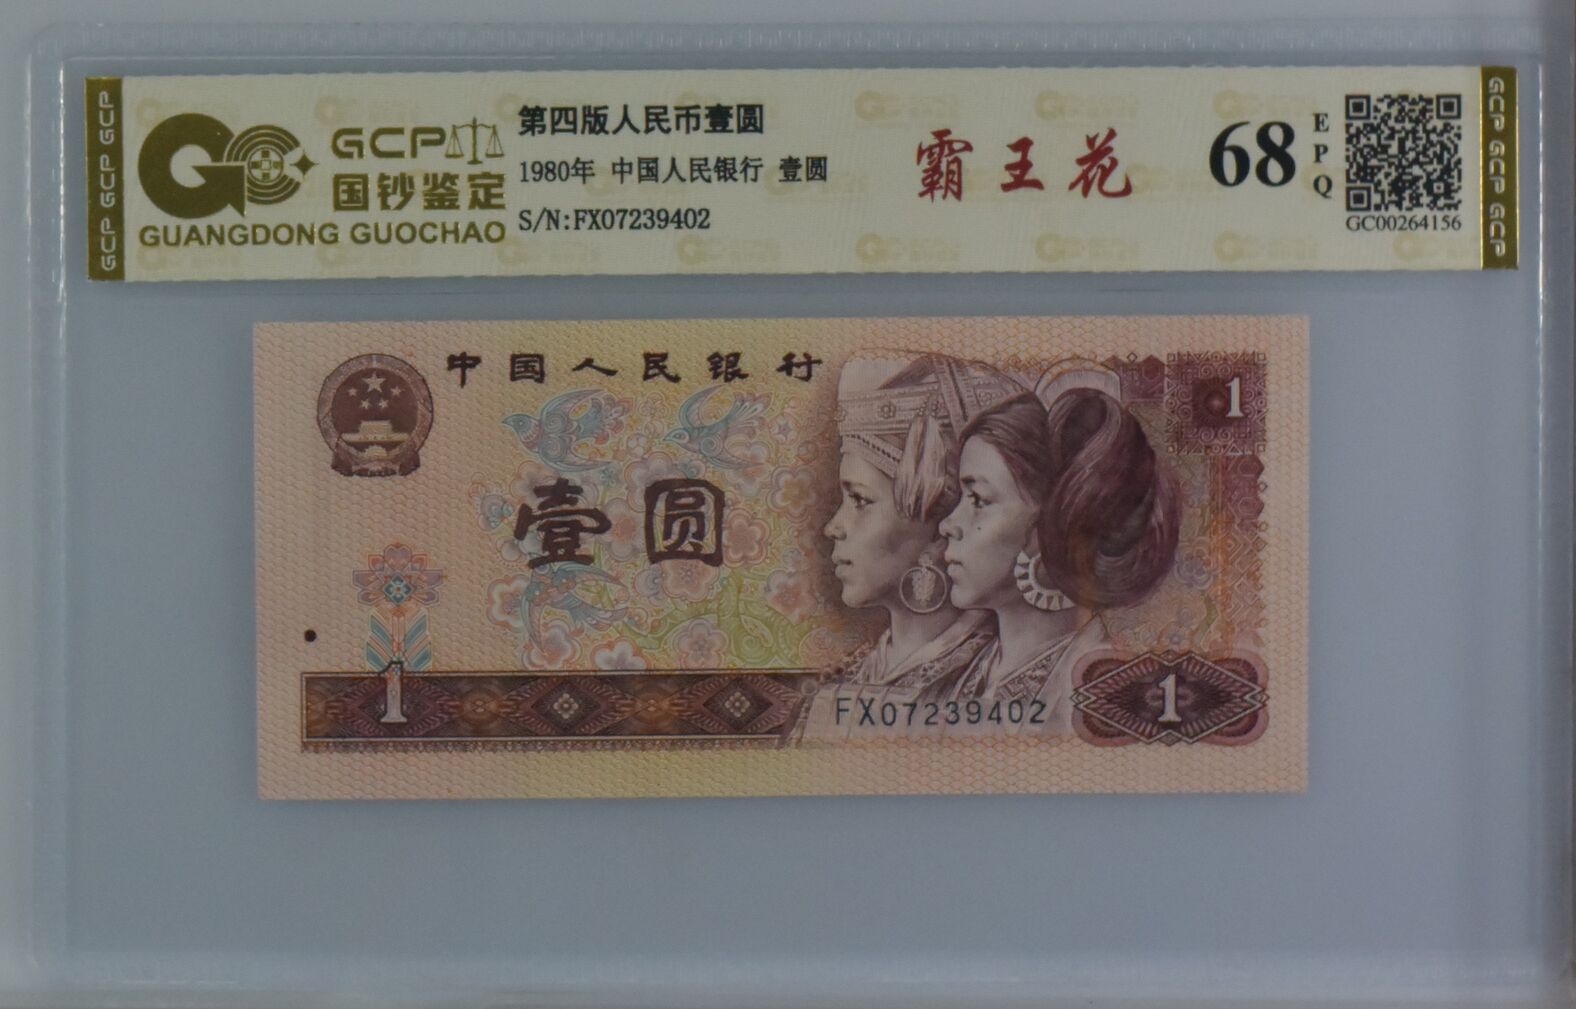 GCP GCP GCP
GCP
国钞鉴定
GUANGDONG GUOCHAO
第四版人民币壹圆
1980年 中国人民银行 壹圆
S/N:FX07239402
霸王花
68
EPQ
GC00264156
GCP GCP GCP
中国人民银行
1
壹圆
1
FX07239402
1